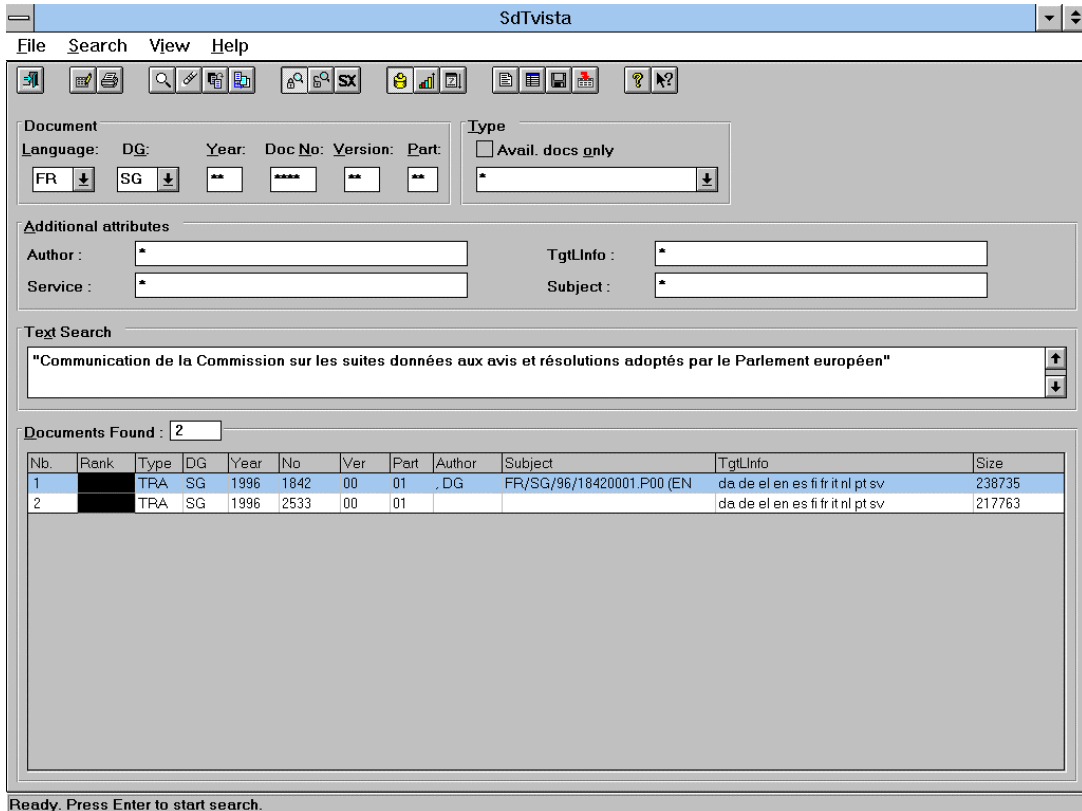 SdTvista
File Search View Help
SX
Document
Type
Language: DG: Year: Doc No: Version: Part:
Avail. docs only
FR SG ** **** ** ** *
Additional attributes
Author : * TgtLInfo : *
Service : * Subject : *
Text Search
"Communication de la Commission sur les suites données aux avis et résolutions adoptés par le Parlement européen"
Documents Found : 2
Nb. Rank Type DG Year No Ver Part Author Subject TgtLInfo Size
1 TRA SG 1996 1842 00 01 , DG FR/SG/96/18420001.P00 (EN da de el en es fi fr it nl pt sv 238735
2 TRA SG 1996 2533 00 01 da de el en es fi fr it nl pt sv 217763
Ready. Press Enter to start search.